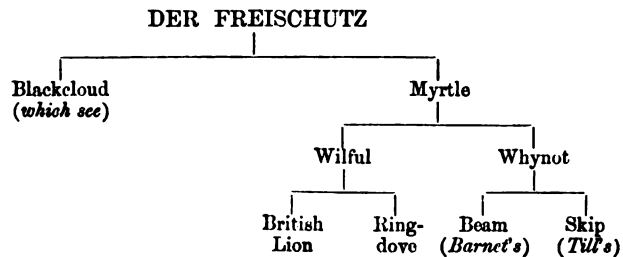 DER FREISCHUTZ
Blackcloud
(which see)
Myrtle
Wilful
Whynot
British
Lion
Ring-
dove
Beam
(Barnet's)
Skip
(Till's)